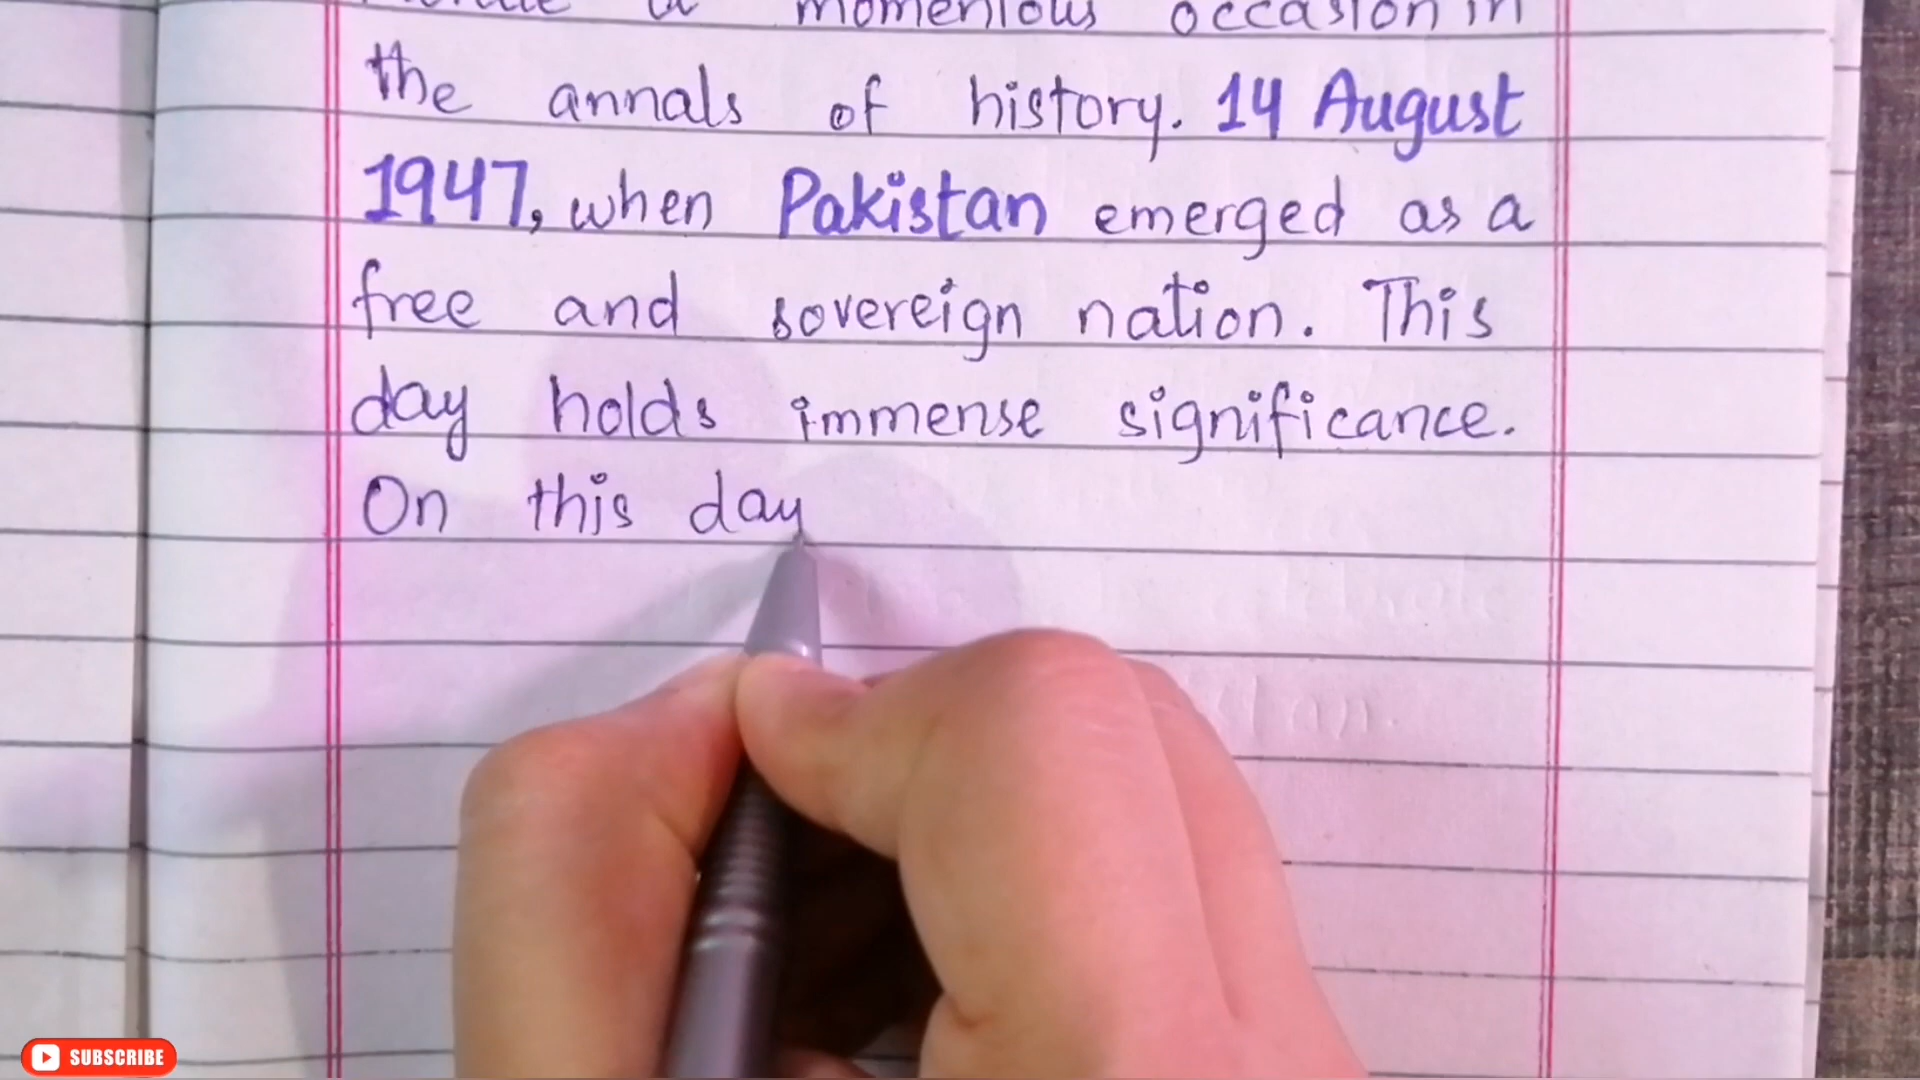 a momentous occasion in
the annals of history. 14 August
1947, when Pakistan emerged as a
free and sovereign nation. This
day holds immense significance.
On this day
SUBSCRIBE